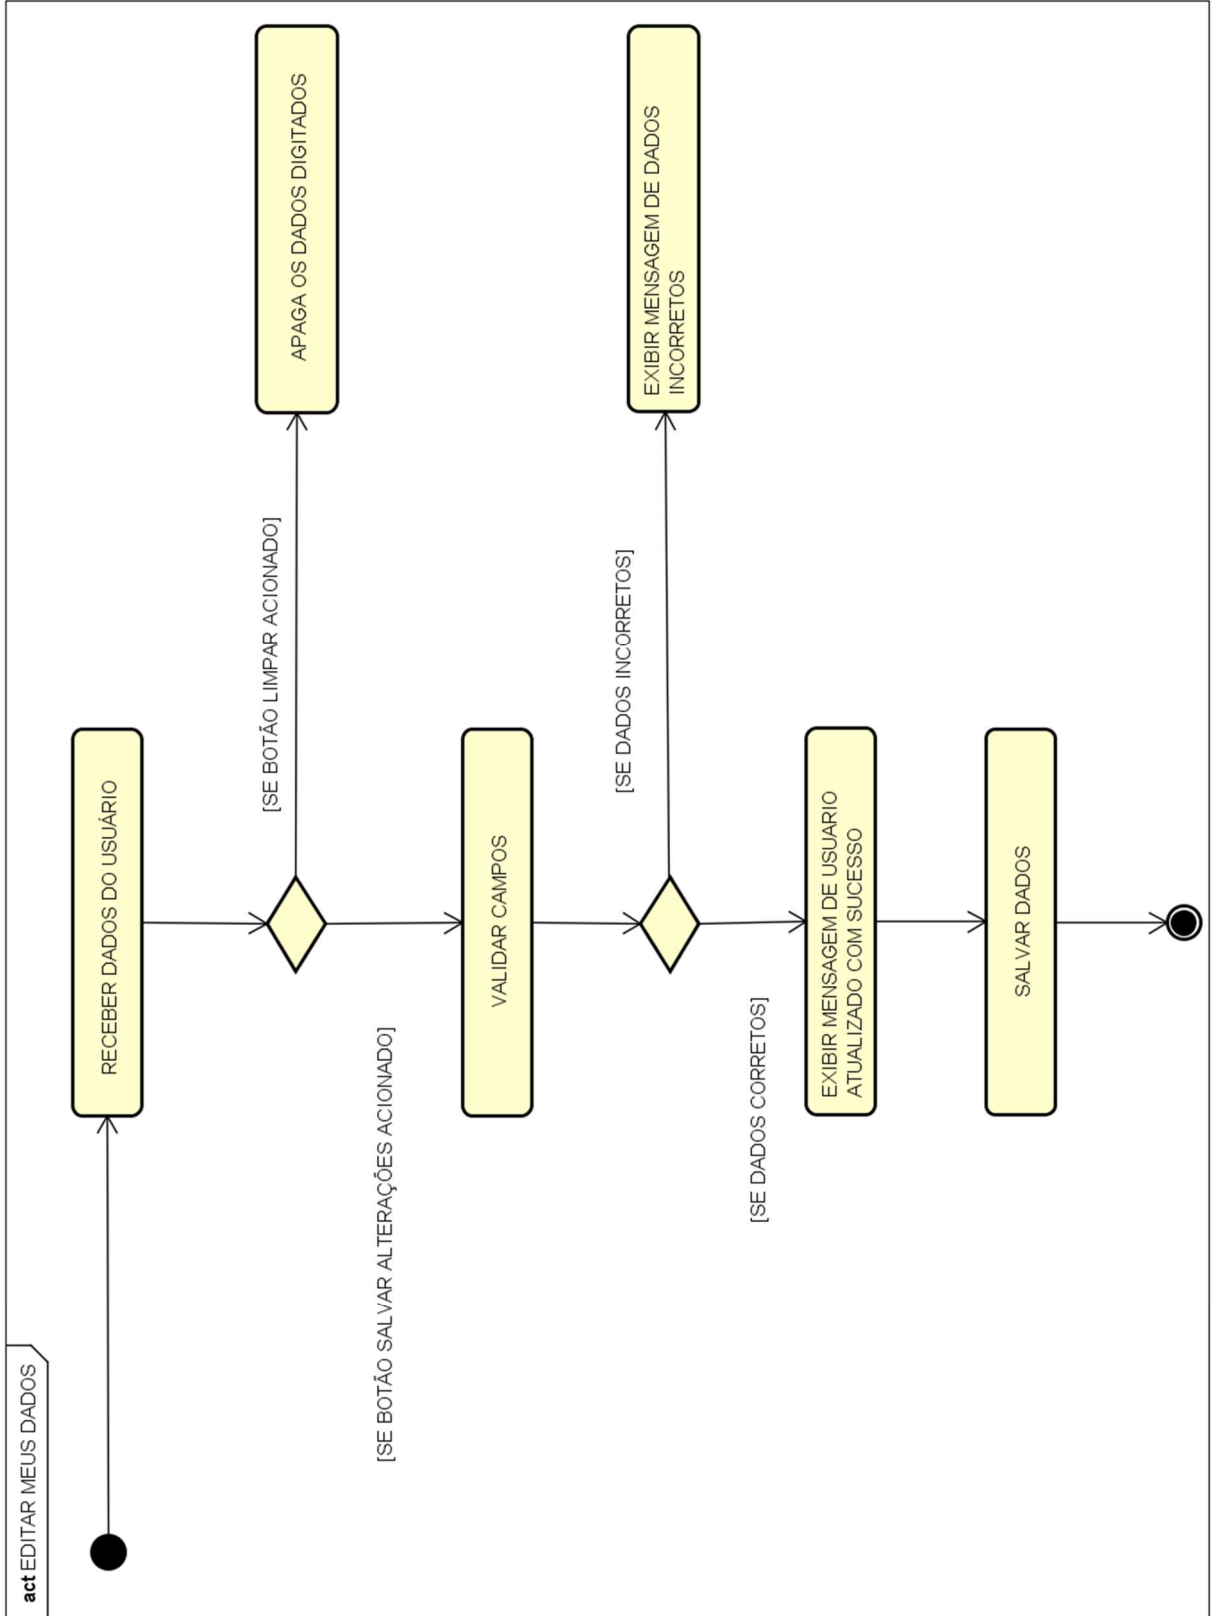 act EDITAR MEUS DADOS
RECEBER DADOS DO USUÁRIO
[SE BOTÃO LIMPAR ACIONADO]
APAGA OS DADOS DIGITADOS
[SE BOTÃO SALVAR ALTERAÇÕES ACIONADO]
VALIDAR CAMPOS
[SE DADOS INCORRETOS]
EXIBIR MENSAGEM DE DADOS
INCORRETOS
[SE DADOS CORRETOS]
EXIBIR MENSAGEM DE USUARIO
ATUALIZADO COM SUCESSO
SALVAR DADOS